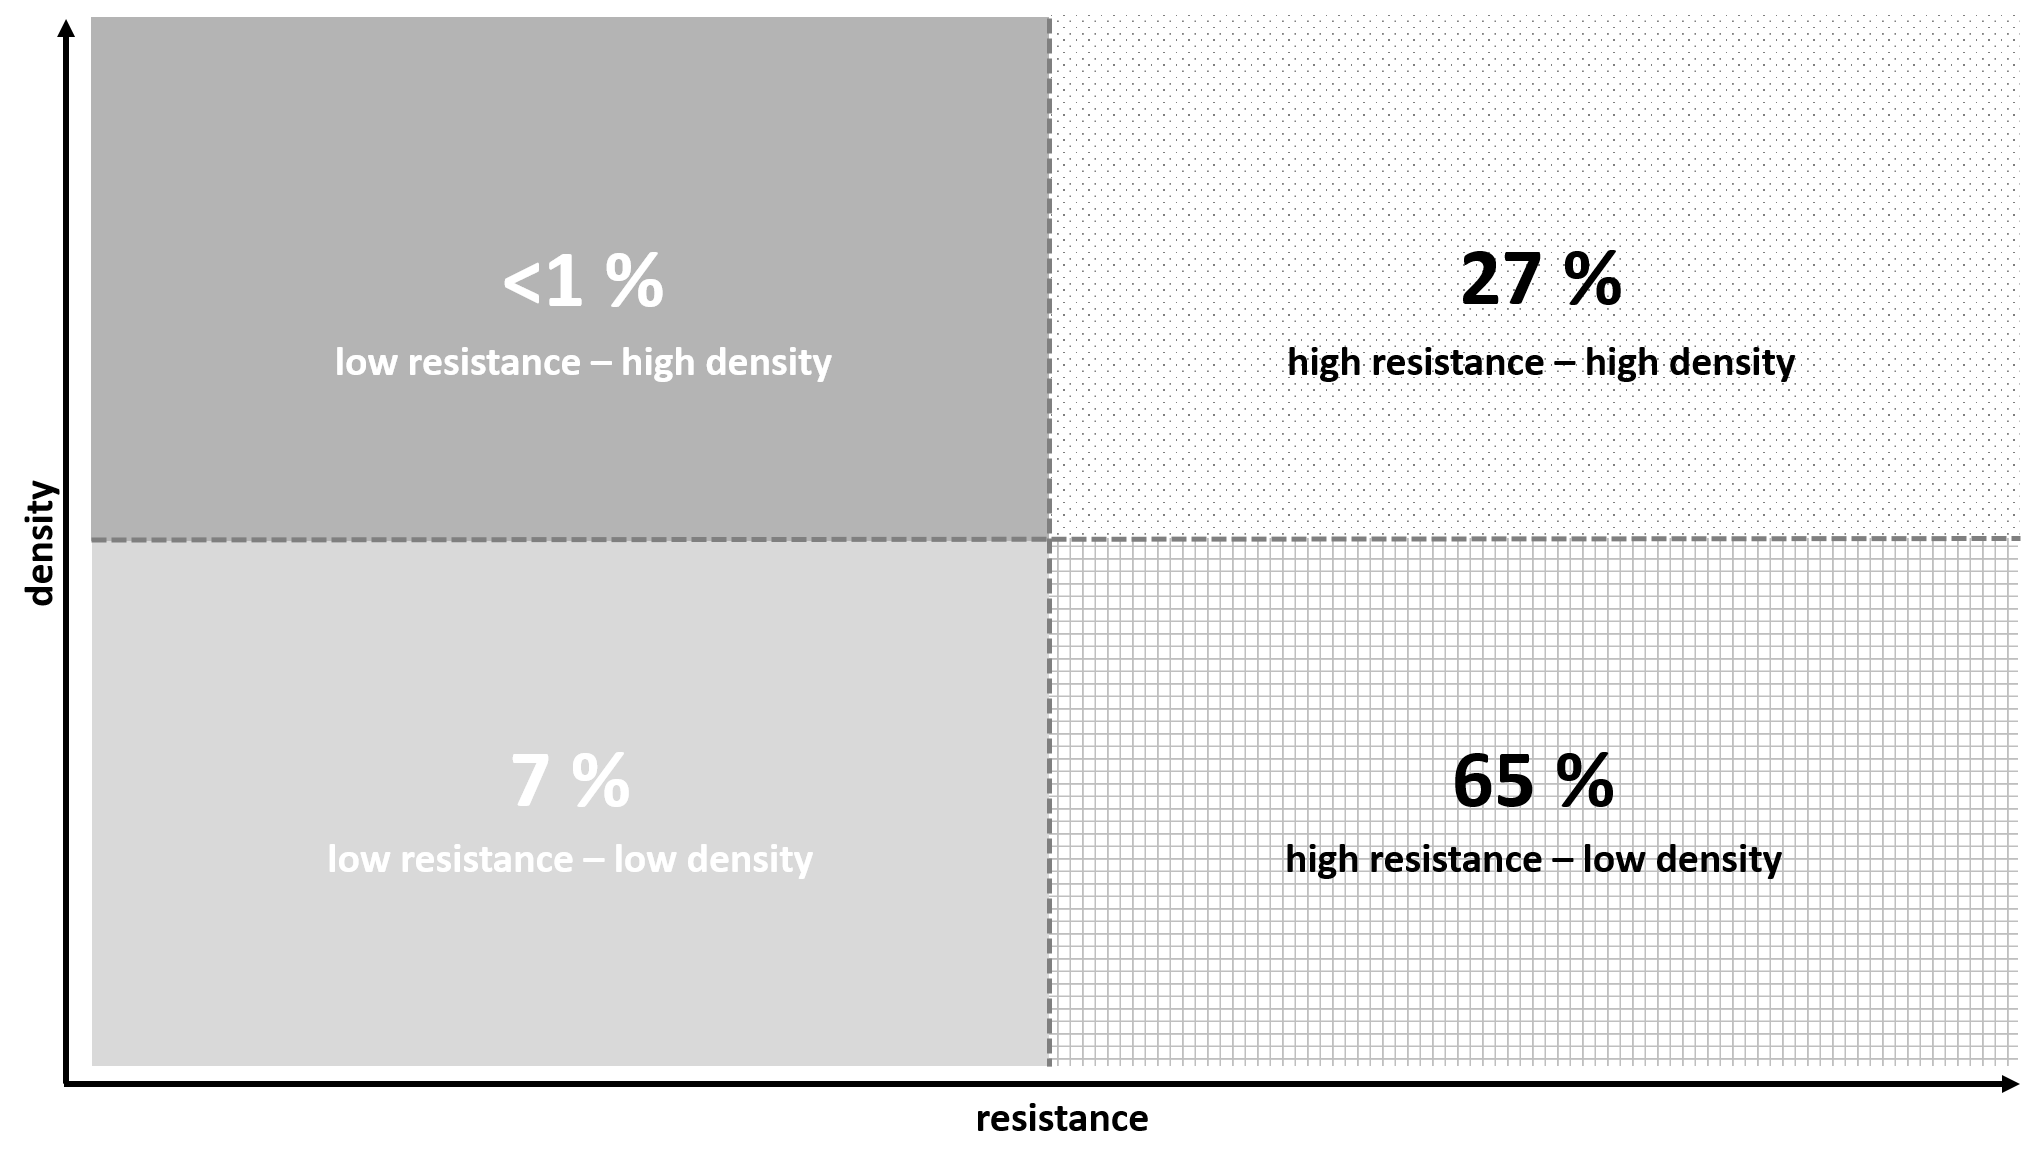 <1 %
low resistance – high density
27 %
high resistance – high density
density
7 %
low resistance – low density
65 %
high resistance – low density
resistance